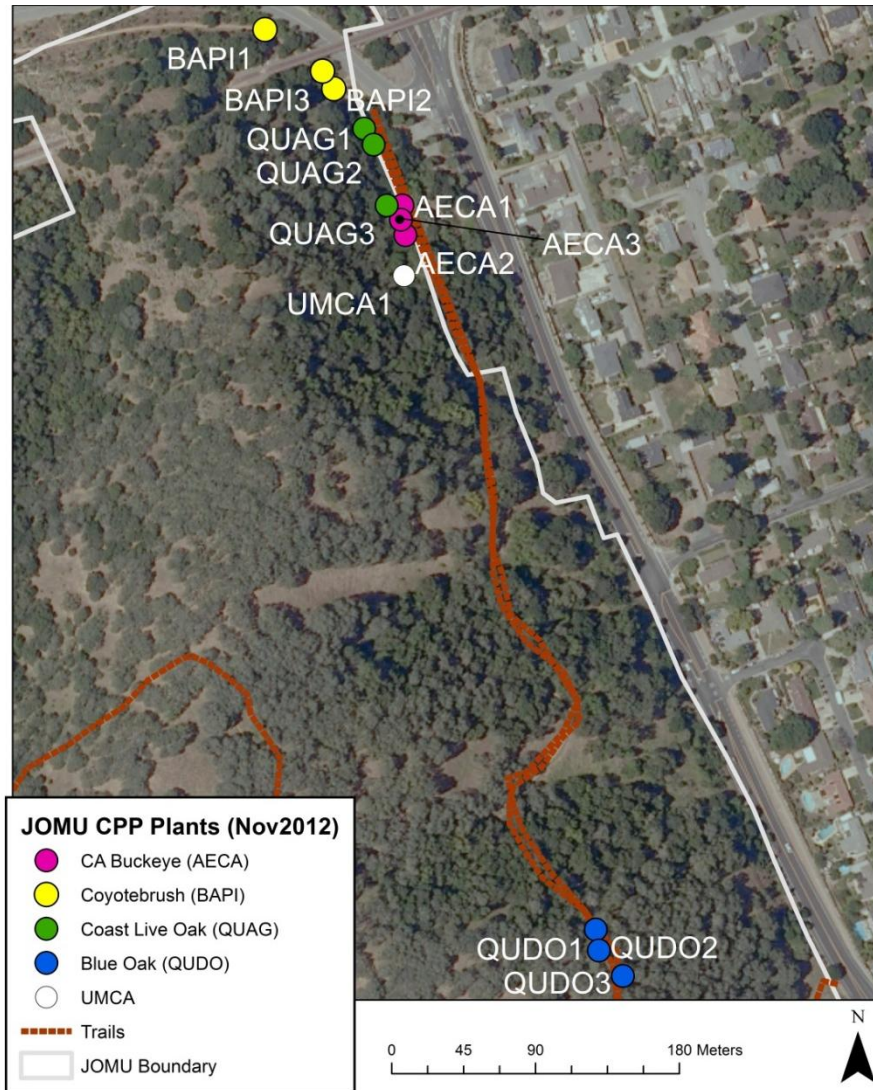 BAPI1
BAPI3 BAPI2
QUAG1
QUAG2
AECA1
QUAG3
AECA3
AECA2
UMCA1
QUDO1 QUDO2
QUDO3
JOMU CPP Plants (Nov2012)
CA Buckeye (AECA)
Coyotebrush (BAPI)
Coast Live Oak (QUAG)
Blue Oak (QUDO)
UMCA
Trails
JOMU Boundary
N
0 45 90 180 Meters